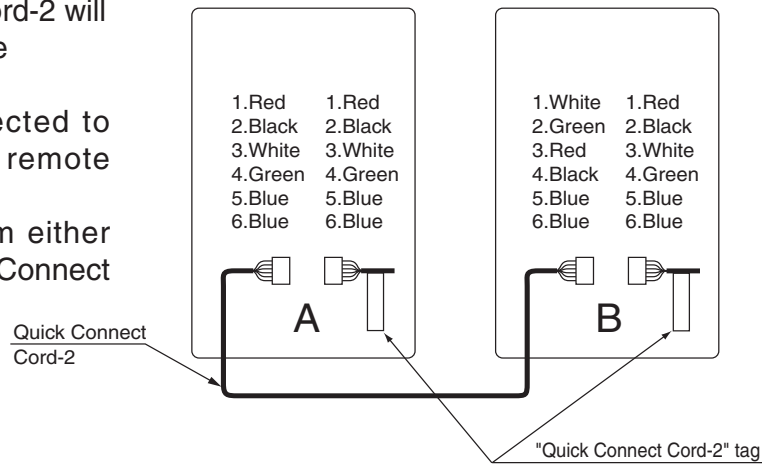 ord-2 will
e
ected to
remote
m either
Connect
1.Red
2.Black
3.White
4.Green
5.Blue
6.Blue
1.Red
2.Black
3.White
4.Green
5.Blue
6.Blue
A
1.White
2.Green
3.Red
4.Black
5.Blue
6.Blue
1.Red
2.Black
3.White
4.Green
5.Blue
6.Blue
B
Quick Connect
Cord-2
"Quick Connect Cord-2" tag